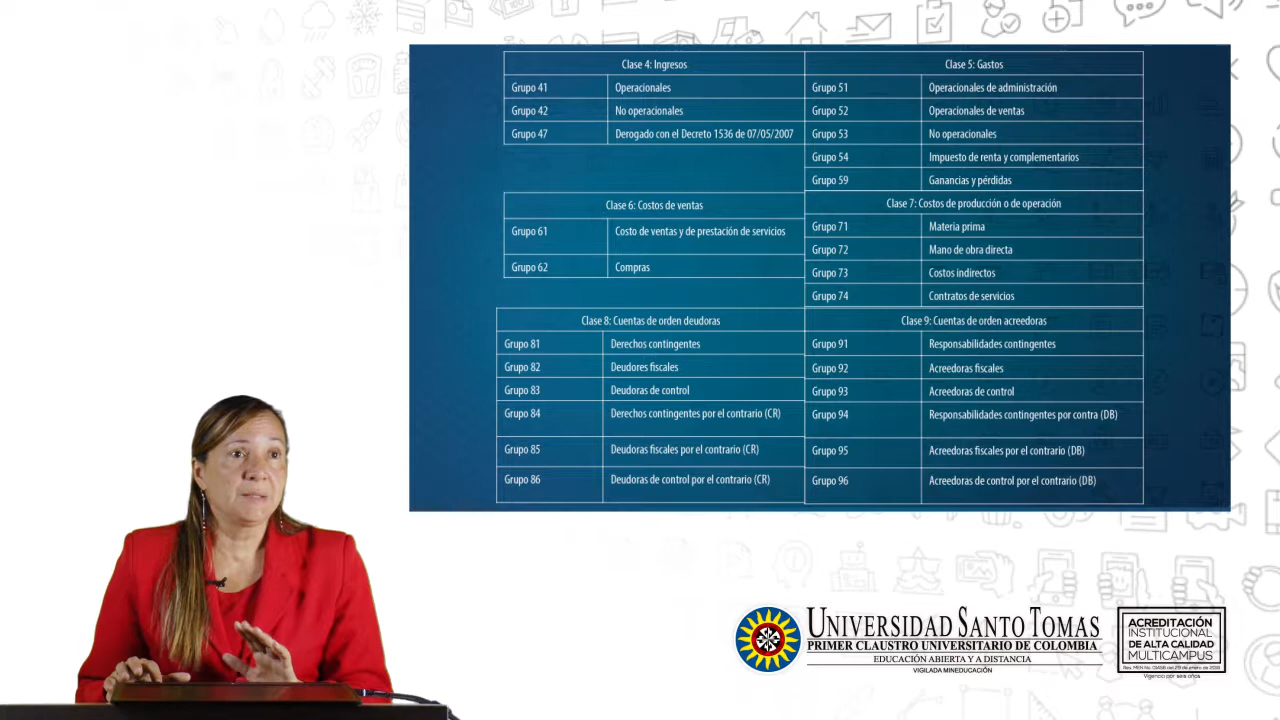 Clase 4: Ingresos
Grupo 41 Operacionales
Grupo 42 No operacionales
Grupo 47 Derogado con el Decreto 1536 de 07/05/2007
Clase 5: Gastos
Grupo 51 Operacionales de administración
Grupo 52 Operacionales de ventas
Grupo 53 No operacionales
Grupo 54 Impuesto de renta y complementarios
Grupo 59 Ganancias y pérdidas
Clase 6: Costos de ventas
Grupo 61 Costo de ventas y de prestación de servicios
Grupo 62 Compras
Clase 7: Costos de producción o de operación
Grupo 71 Materia prima
Grupo 72 Mano de obra directa
Grupo 73 Costos indirectos
Grupo 74 Contratos de servicios
Clase 8: Cuentas de orden deudoras
Grupo 81 Derechos contingentes
Grupo 82 Deudores fiscales
Grupo 83 Deudoras de control
Grupo 84 Derechos contingentes por el contrario (CR)
Grupo 85 Deudoras fiscales por el contrario (CR)
Grupo 86 Deudoras de control por el contrario (CR)
Clase 9: Cuentas de orden acreedoras
Grupo 91 Responsabilidades contingentes
Grupo 92 Acreedoras fiscales
Grupo 93 Acreedoras de control
Grupo 94 Responsabilidades contingentes por contra (DB)
Grupo 95 Acreedoras fiscales por el contrario (DB)
Grupo 96 Acreedoras de control por el contrario (DB)
UNIVERSIDAD SANTO TOMAS
PRIMER CLAUSTRO UNIVERSITARIO DE COLOMBIA
EDUCACIÓN ABIERTA Y A DISTANCIA
VIGILADA MINEDUCACIÓN
ACREDITACIÓN
INSTITUCIONAL
DE ALTA CALIDAD
MULTICAMPUS
Vigencia por seis años